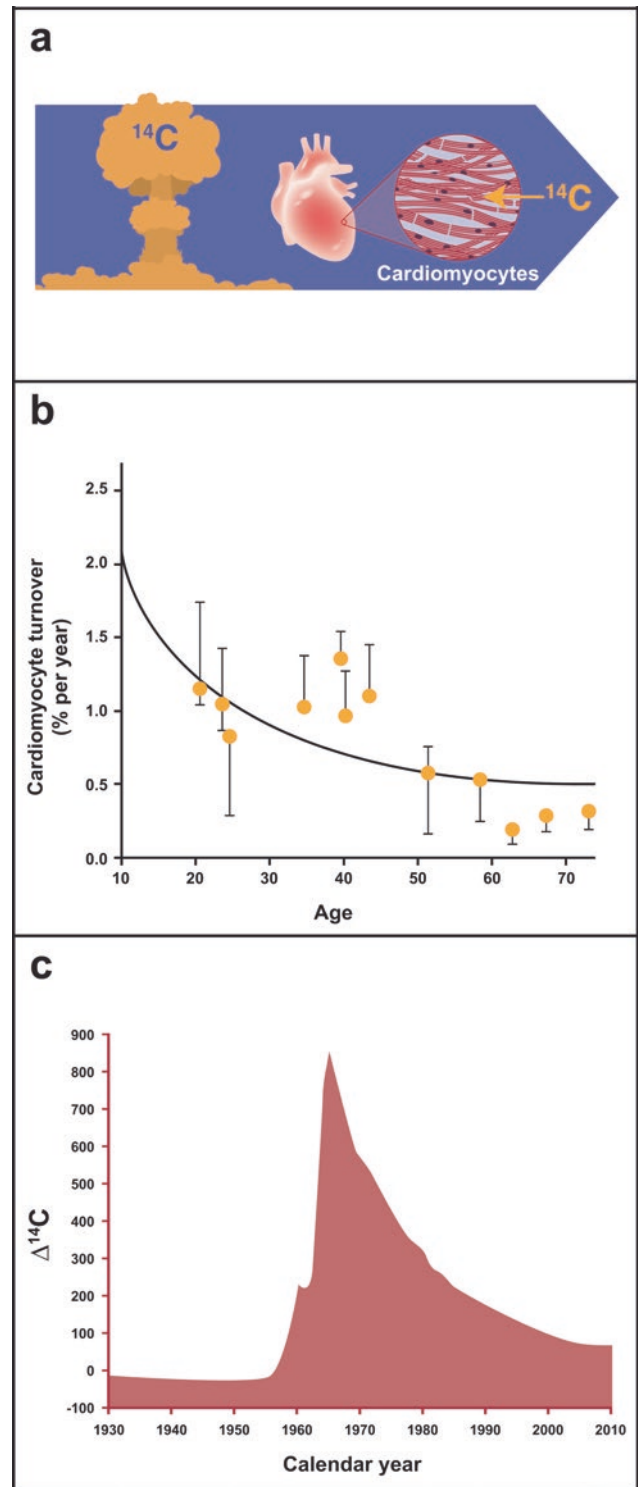 a
¹⁴C
¹⁴C
Cardiomyocytes
b
Cardiomyocyte turnover
(% per year)
2.5
2.0
1.5
1.0
0.5
0.0
10 20 30 40 50 60 70
Age
c
Δ¹⁴C
900
800
700
600
500
400
300
200
100
0
-100
1930 1940 1950 1960 1970 1980 1990 2000 2010
Calendar year